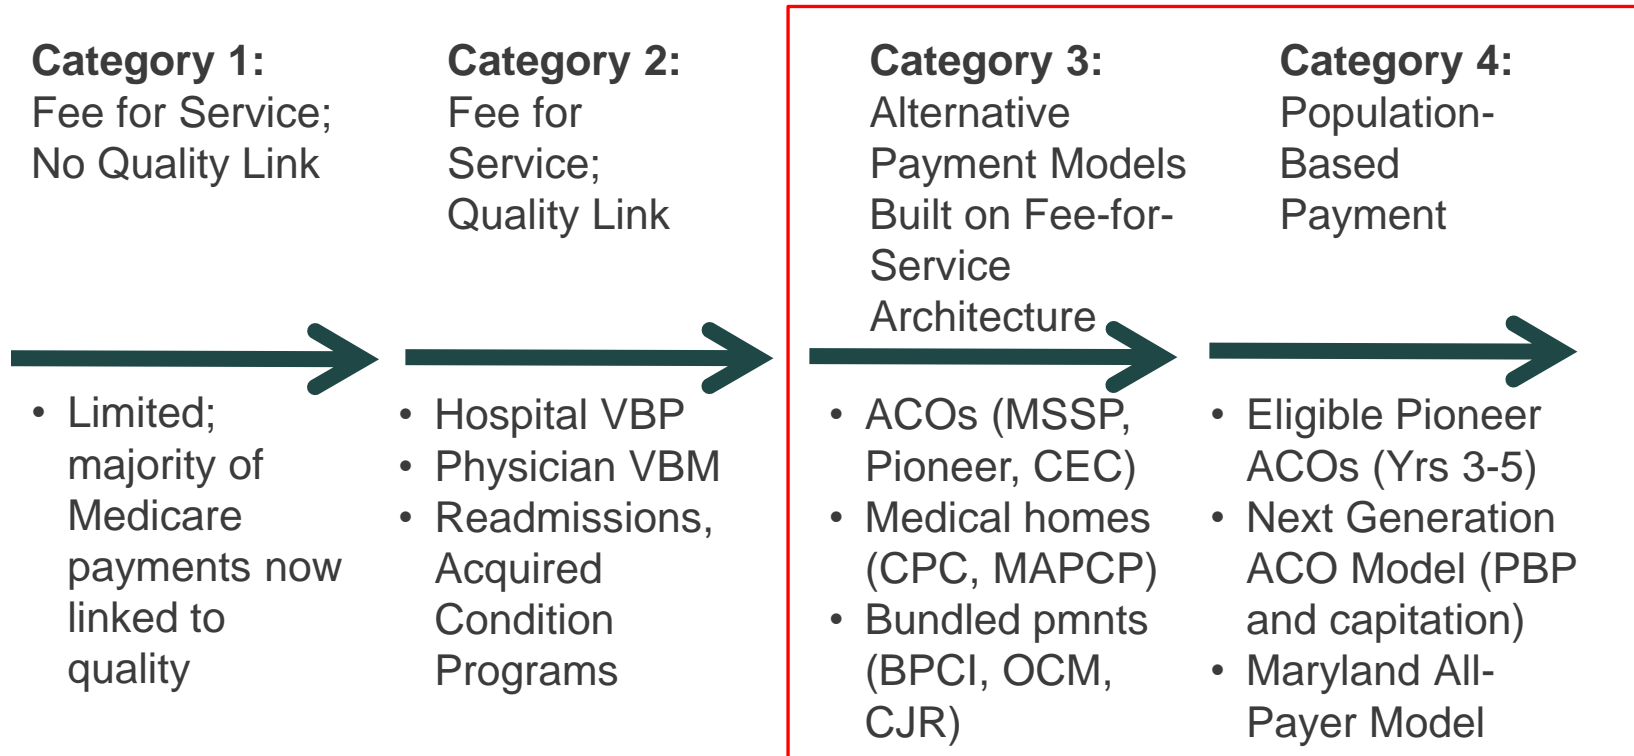 Category 1:
Fee for Service;
No Quality Link
Category 2:
Fee for
Service;
Quality Link
Category 3:
Alternative
Payment Models
Built on Fee-for-
Service
Architecture
Category 4:
Population-
Based
Payment
• Limited;
majority of
Medicare
payments now
linked to
quality
• Hospital VBP
• Physician VBM
• Readmissions,
Acquired
Condition
Programs
• ACOs (MSSP,
Pioneer, CEC)
• Medical homes
(CPC, MAPCP)
• Bundled pmnts
(BPCI, OCM,
CJR)
• Eligible Pioneer
ACOs (Yrs 3-5)
• Next Generation
ACO Model (PBP
and capitation)
• Maryland All-
Payer Model